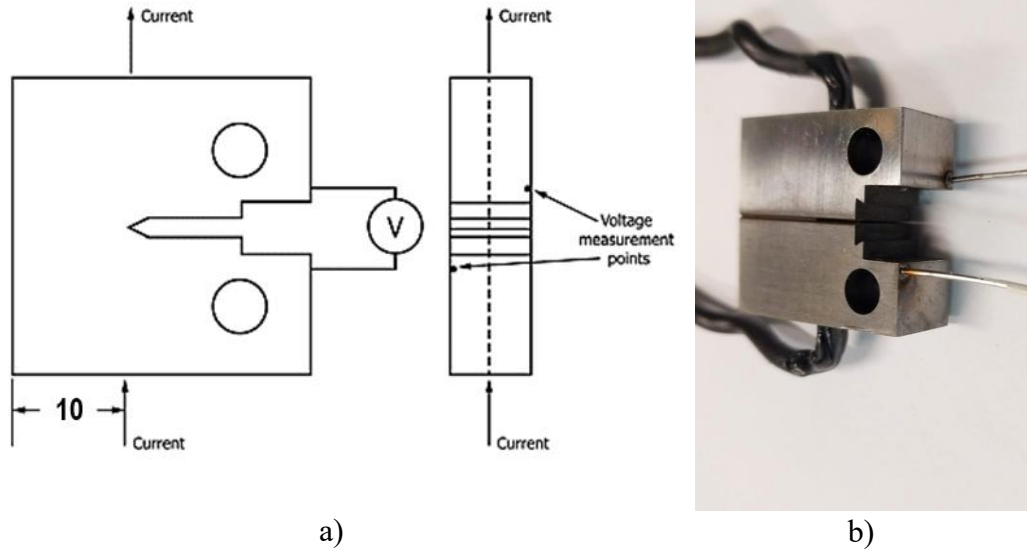 Current
Current
V
Voltage
measurement
points
10
Current
Current
a)
b)